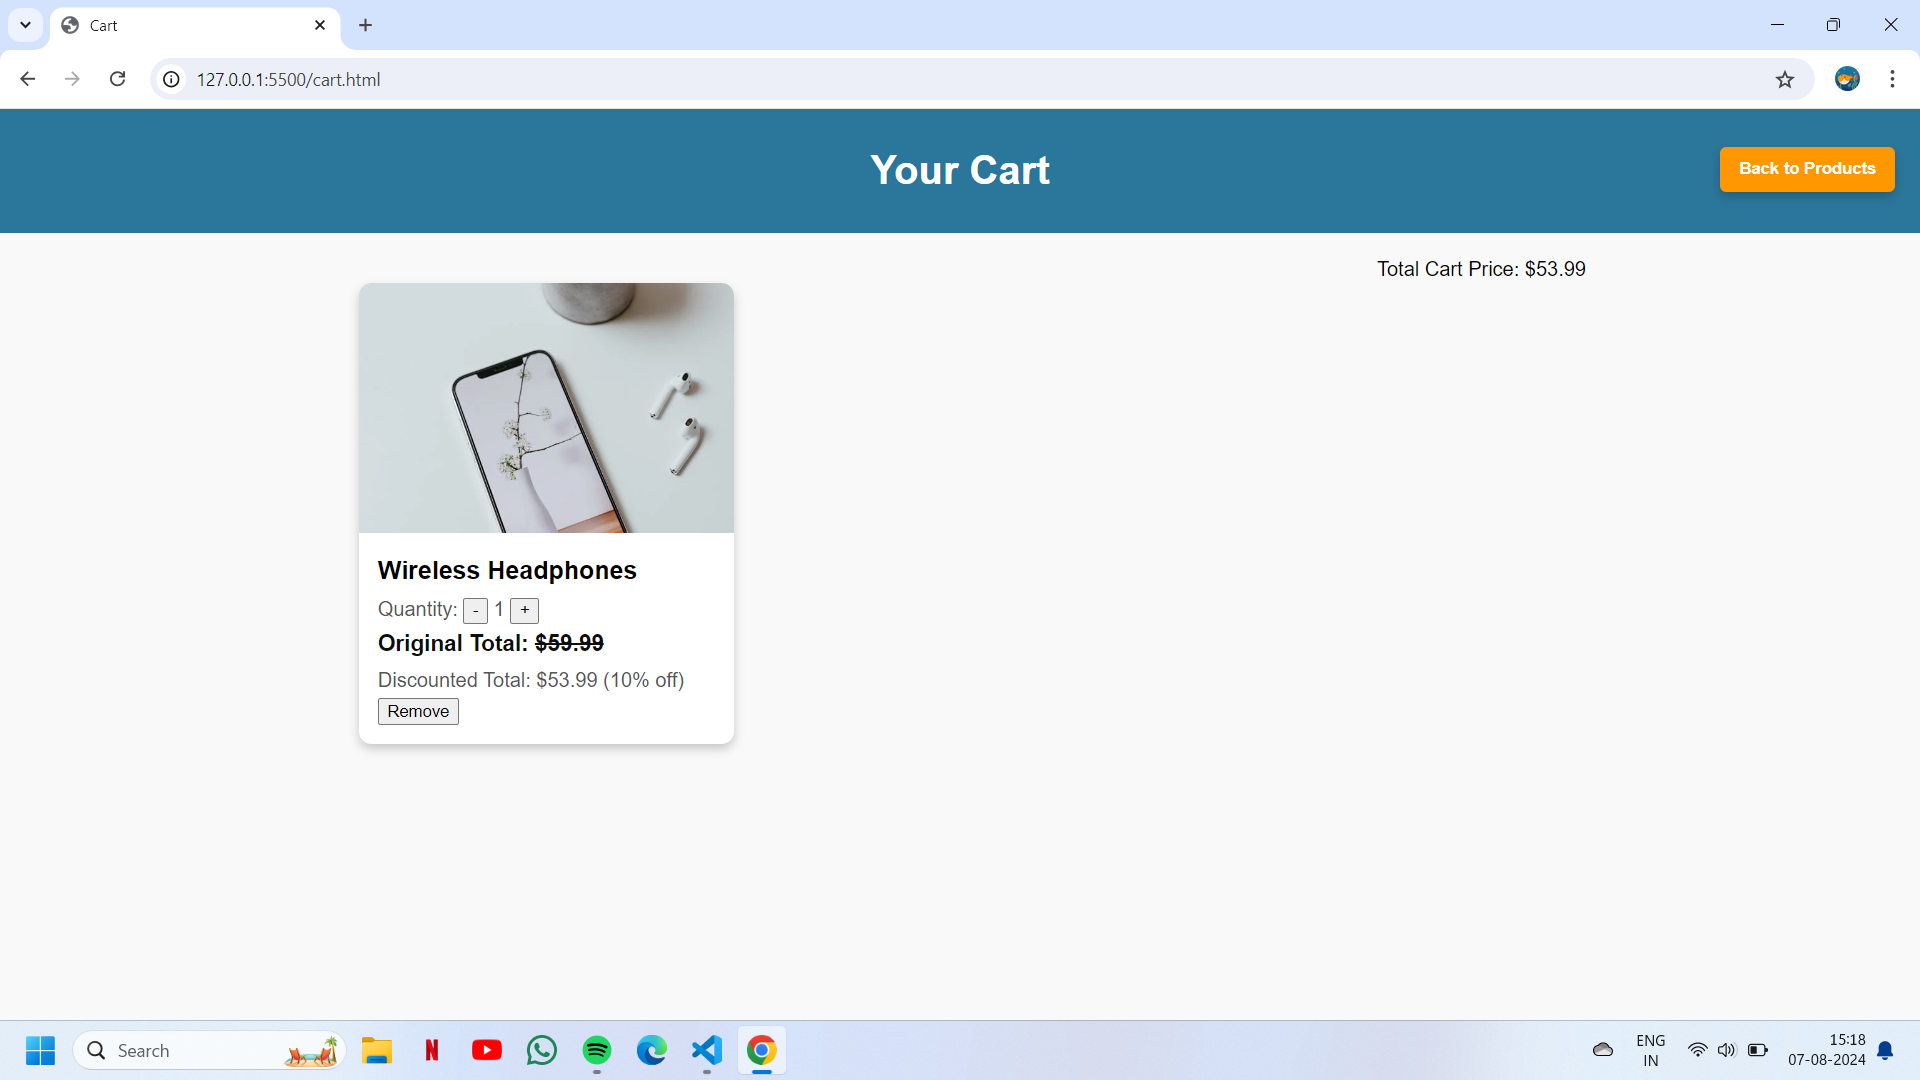 Cart
127.0.0.1:5500/cart.html
Your Cart
Back to Products
Total Cart Price: $53.99
Wireless Headphones
Quantity: - 1 +
Original Total: $59.99
Discounted Total: $53.99 (10% off)
Remove
Search
N
ENG
IN
15:18
07-08-2024